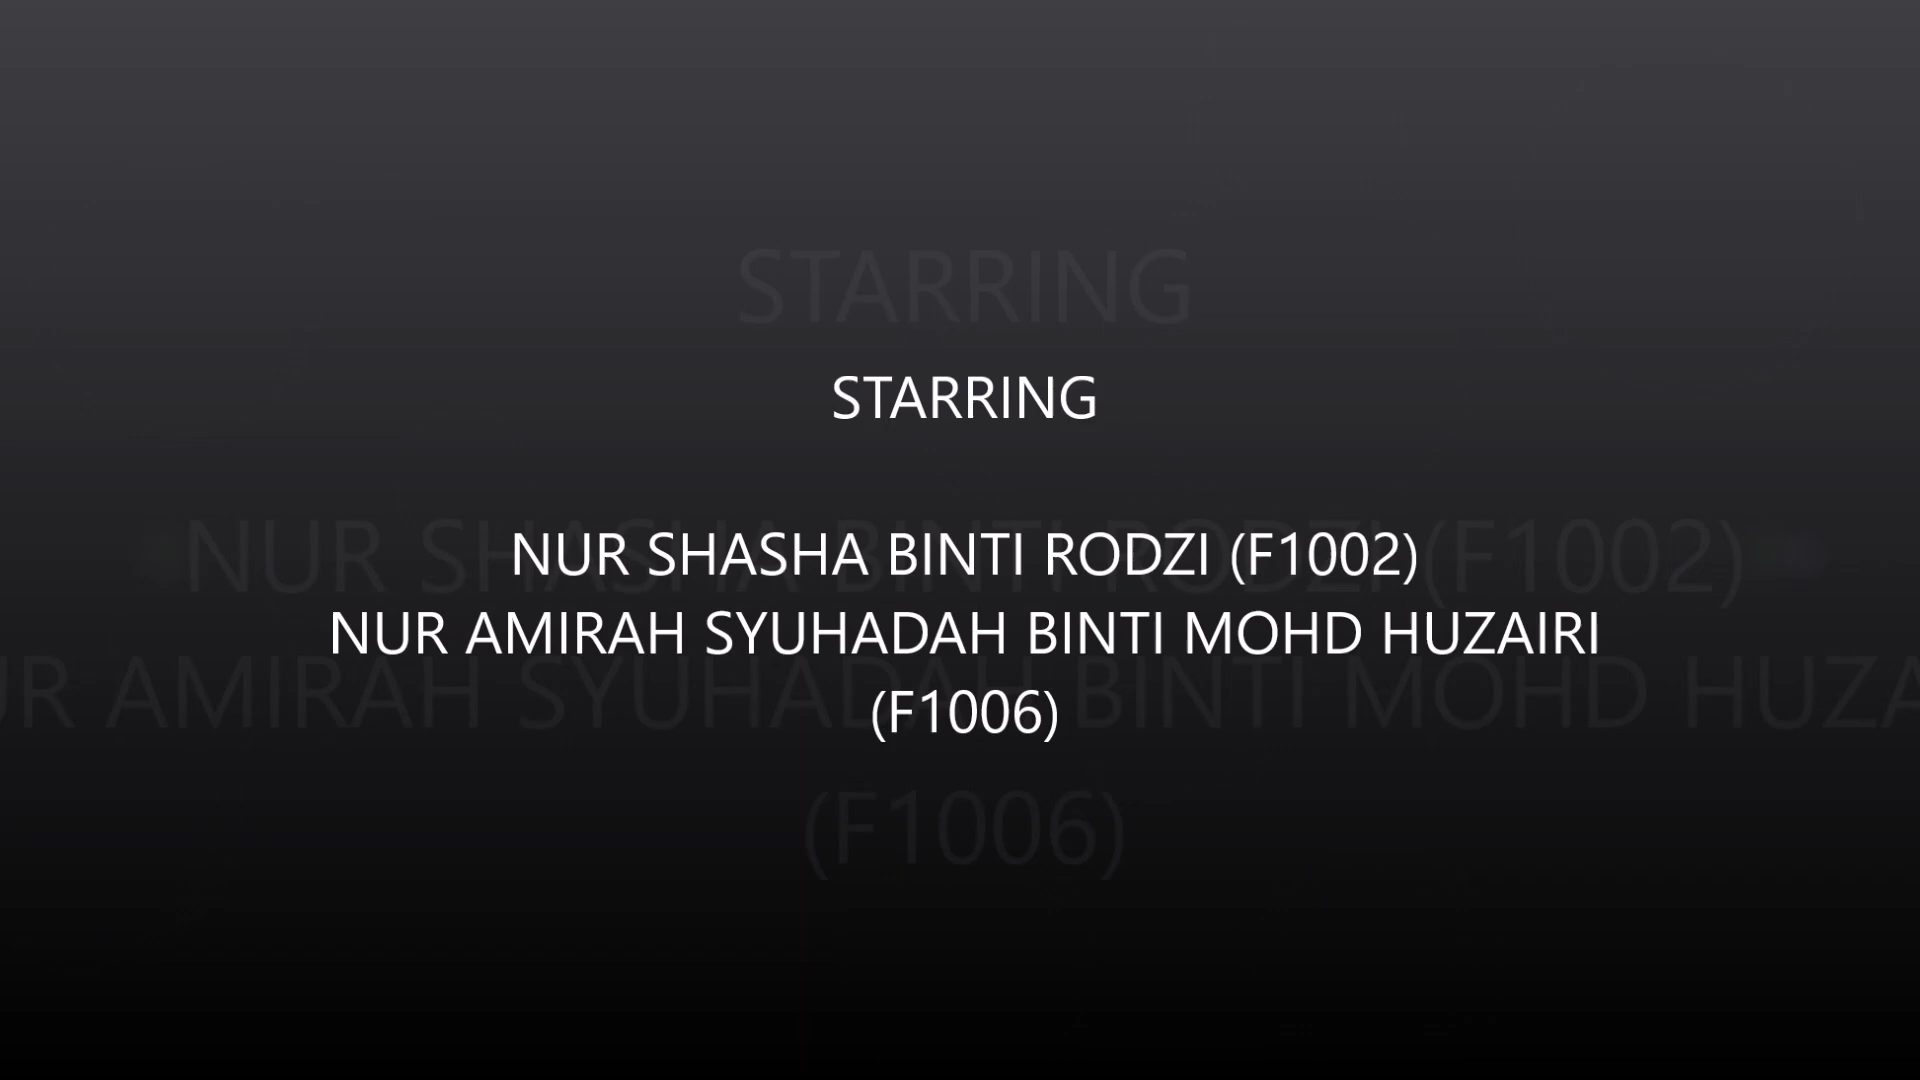 STARRING
NUR SHASHA BINTI RODZI (F1002)
NUR AMIRAH SYUHADAH BINTI MOHD HUZAIRI
(F1006)